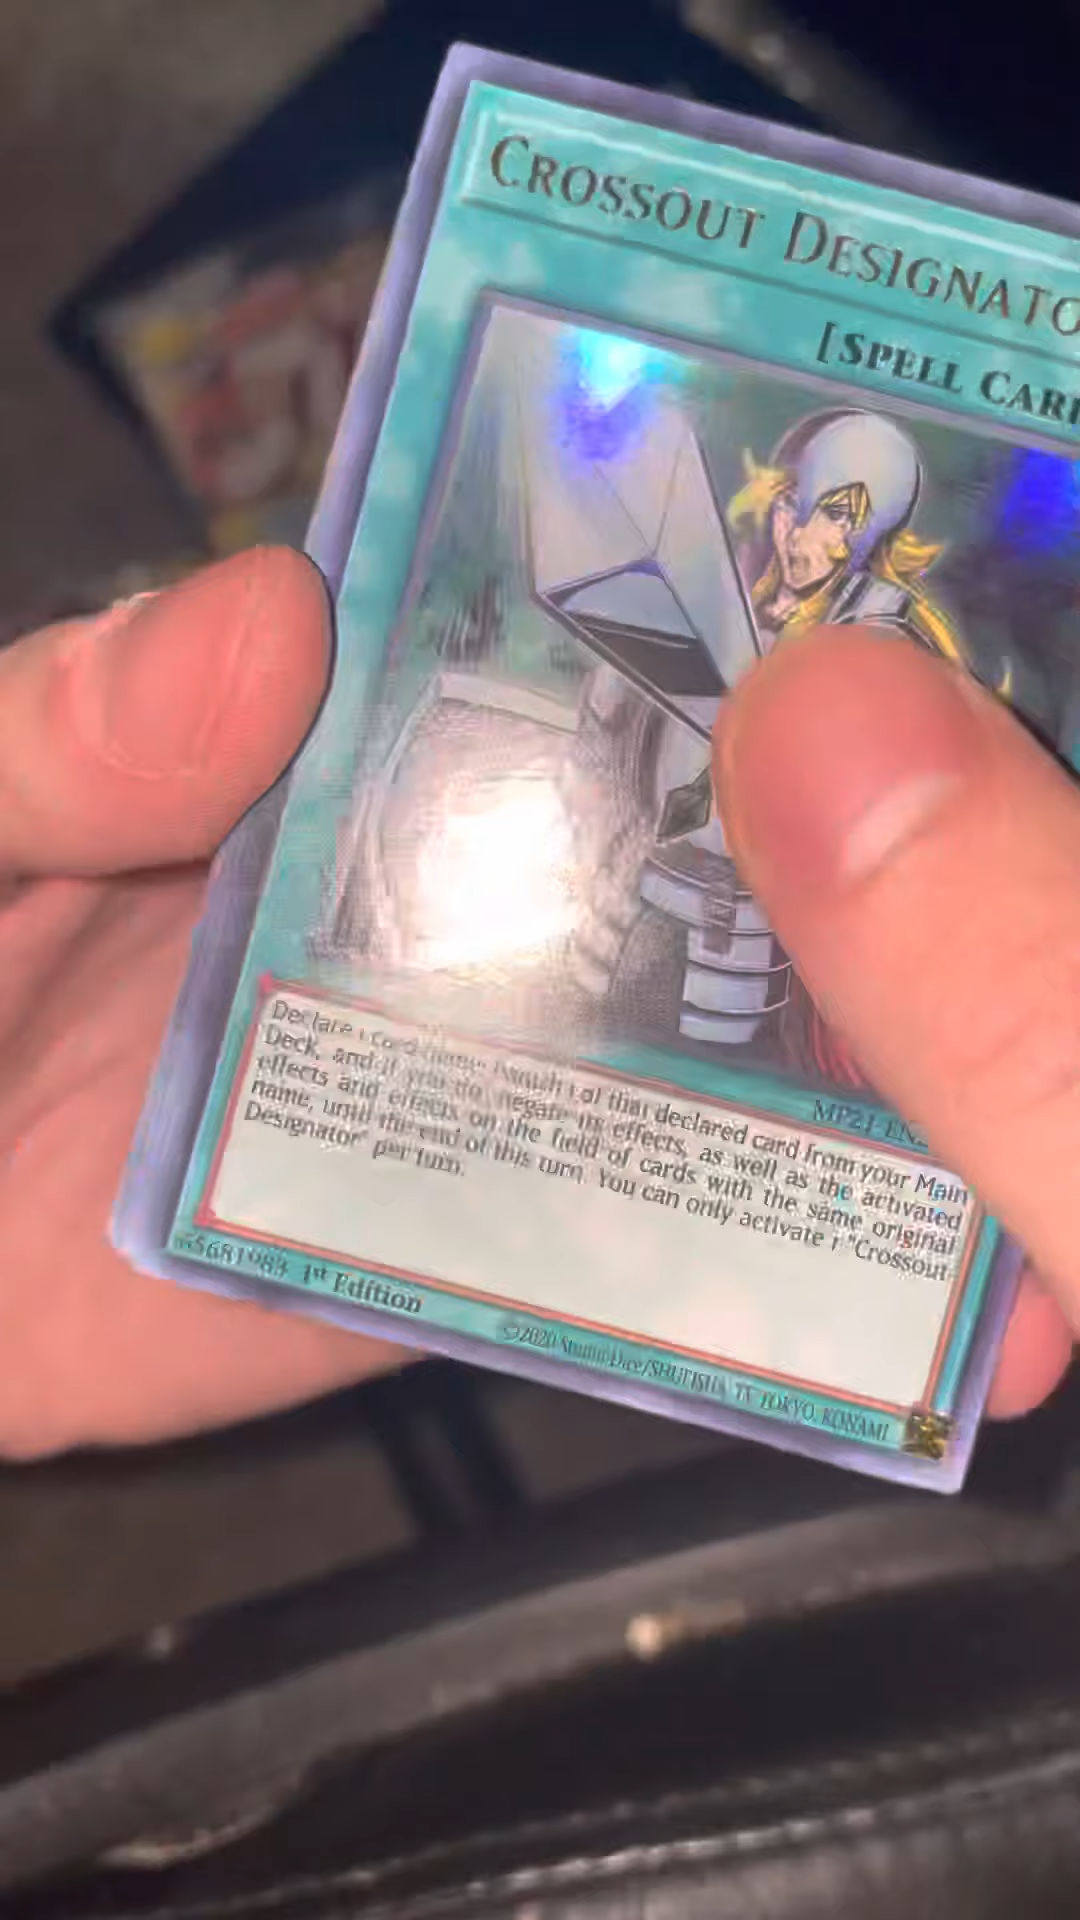 CROSSOUT DESIGNATO
[SPELL CAR
MP21-EN
Declare 1 card name; banish 1 of that declared card from your Main
Deck, and if you do, negate its effects, as well as the activated
effects and effects on the field of cards with the same original
name, until the end of this turn. You can only activate 1 "Crossout
Designator" per turn.
65681983 1st Edition
©2020 Studio Dice/SHUEISHA, TV TOKYO, KONAMI